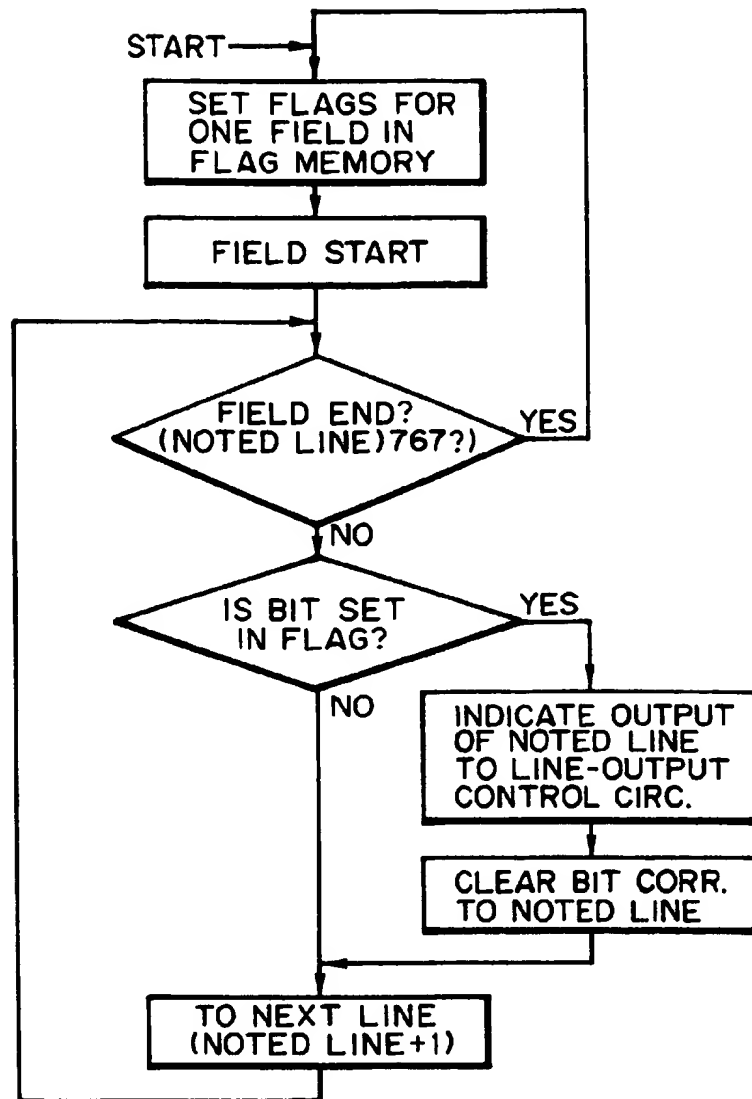 START
SET FLAGS FOR
ONE FIELD IN
FLAG MEMORY
FIELD START
FIELD END?
(NOTED LINE)767?)
YES
NO
IS BIT SET
IN FLAG?
YES
NO
INDICATE OUTPUT
OF NOTED LINE
TO LINE-OUTPUT
CONTROL CIRC.
CLEAR BIT CORR.
TO NOTED LINE
TO NEXT LINE
(NOTED LINE+1)